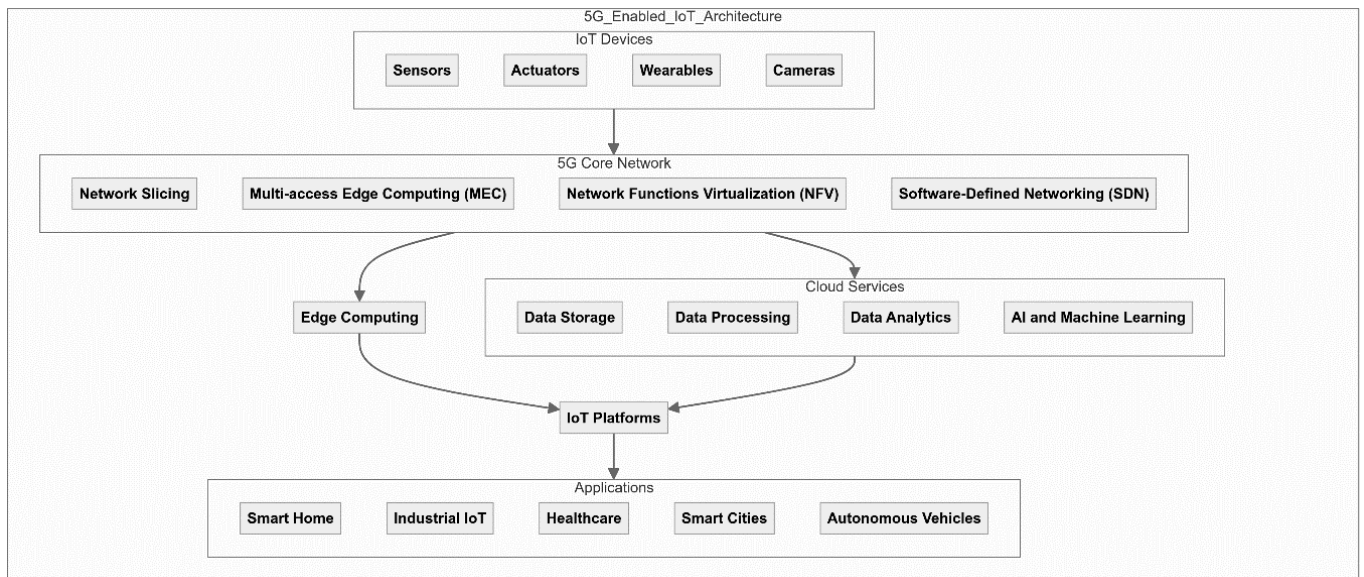 5G_Enabled_IoT_Architecture
IoT Devices
Sensors
Actuators
Wearables
Cameras
5G Core Network
Network Slicing
Multi-access Edge Computing (MEC)
Network Functions Virtualization (NFV)
Software-Defined Networking (SDN)
Edge Computing
Cloud Services
Data Storage
Data Processing
Data Analytics
AI and Machine Learning
IoT Platforms
Applications
Smart Home
Industrial IoT
Healthcare
Smart Cities
Autonomous Vehicles